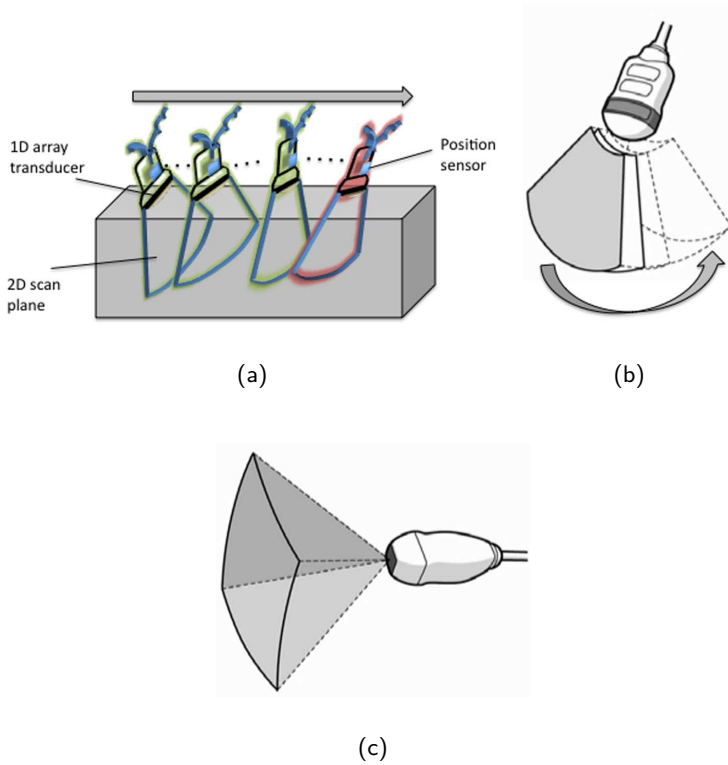 1D array
transducer
Position
sensor
2D scan
plane
(a)
(b)
(c)